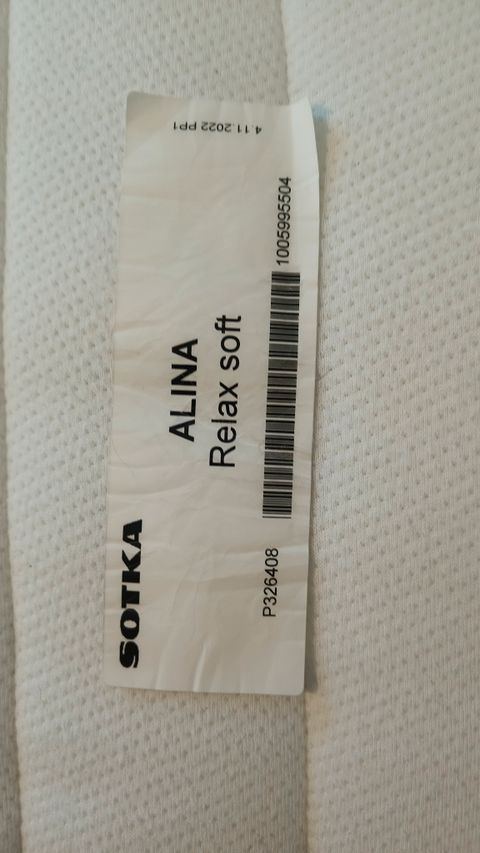 SOTKA
ALINA
Relax soft
P326408
1005995504
4.11.2022 PP1